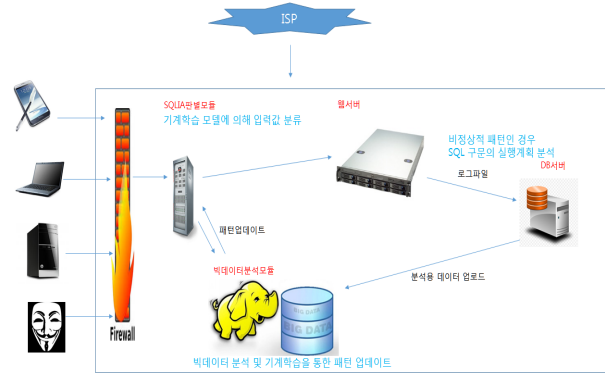 ISP
SQLIA판별모듈
기계학습 모델에 의해 입력값 분류
웹서버
비정상적 패턴인 경우
SQL 구문의 실행계획 분석
DB서버
로그파일
패턴업데이트
빅데이터분석모듈
분석용 데이터 업로드
BIG DATA
BIG DATA
Firewall
빅데이터 분석 및 기계학습을 통한 패턴 업데이트